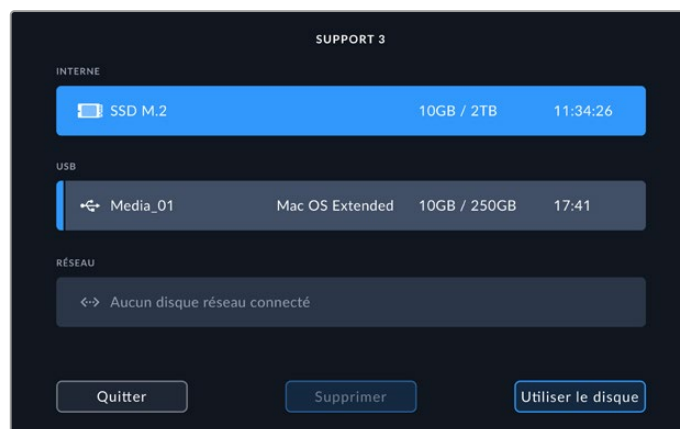 SUPPORT 3
INTERNE
SSD M.2 10GB / 2TB 11:34:26
USB
Media_01 Mac OS Extended 10GB / 250GB 17:41
RÉSEAU
Aucun disque réseau connecté
Quitter Supprimer Utiliser le disque